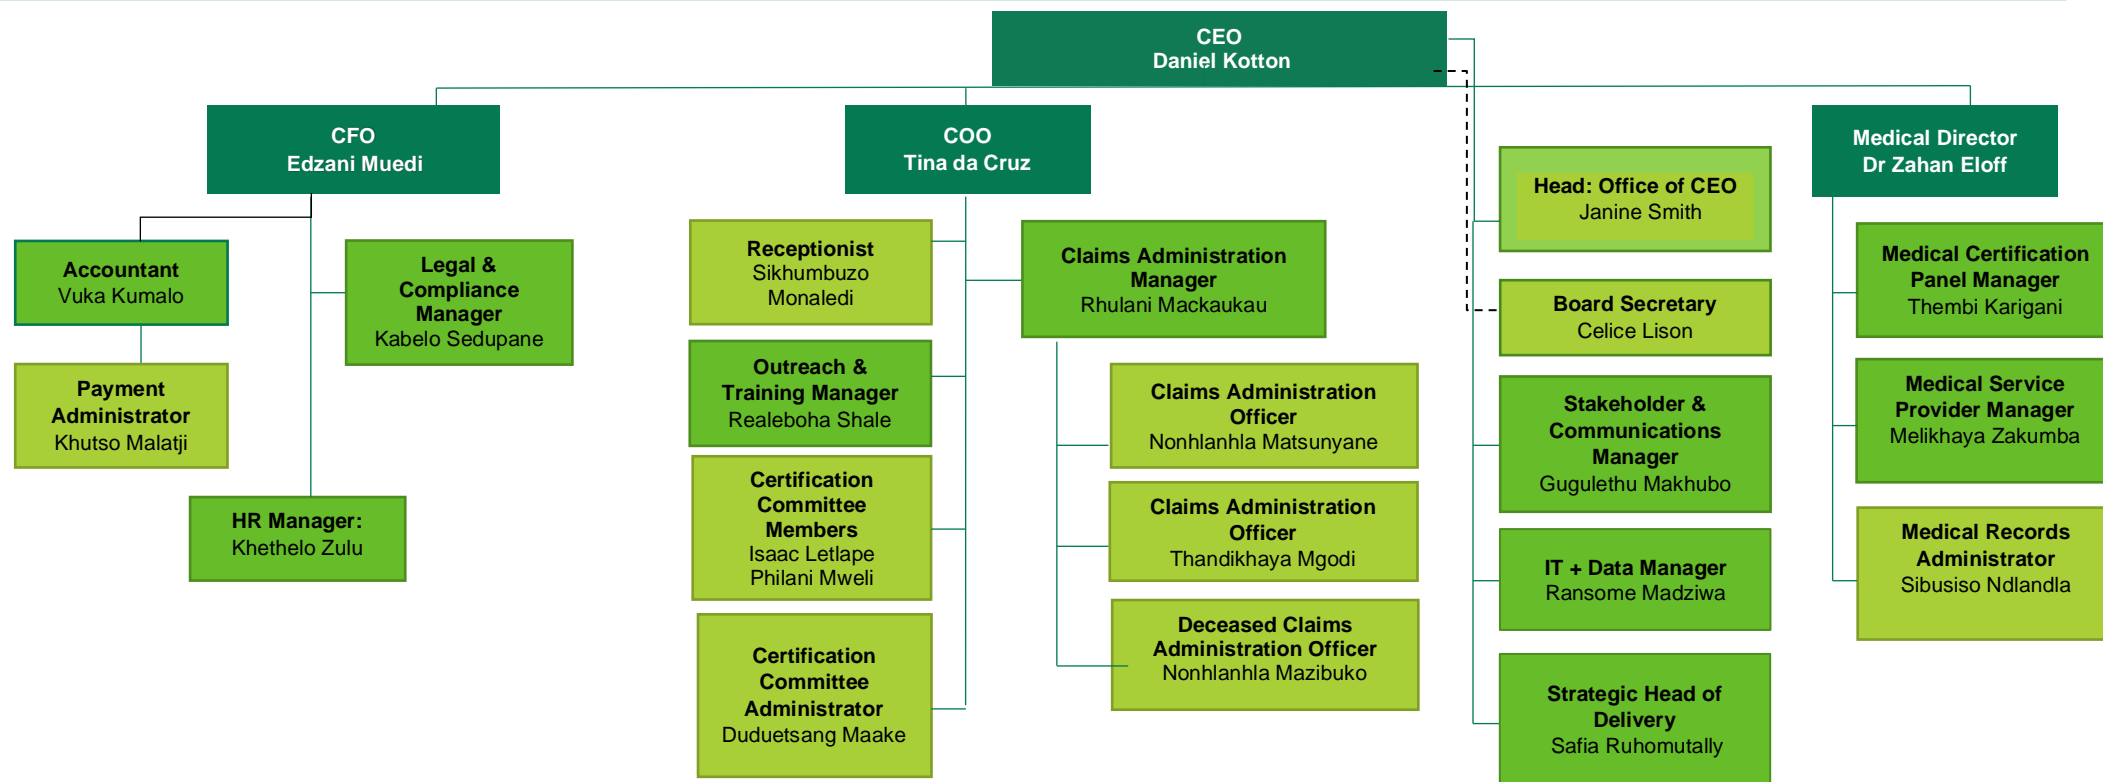 CEO
Daniel Kotton
CFO
Edzani Muedi
COO
Tina da Cruz
Medical Director
Dr Zahan Eloff
Accountant
Vuka Kumalo
Payment
Administrator
Khutso Malatji
Legal &
Compliance
Manager
Kabelo Sedupane
HR Manager:
Khethelo Zulu
Receptionist
Sikhumbuzo
Monaledi
Outreach &
Training Manager
Realeboha Shale
Certification
Committee
Members
Isaac Letlape
Philani Mweli
Certification
Committee
Administrator
Duduetsang Maake
Claims Administration
Manager
Rhulani Mackaukau
Claims Administration
Officer
Nonhlanhla Matsunyane
Claims Administration
Officer
Thandikhaya Mgodi
Deceased Claims
Administration Officer
Nonhlanhla Mazibuko
Head: Office of CEO
Janine Smith
Board Secretary
Celice Lison
Stakeholder &
Communications
Manager
Gugulethu Makhubo
IT + Data Manager
Ransome Madziwa
Strategic Head of
Delivery
Safia Ruhomutally
Medical Certification
Panel Manager
Thembi Karigani
Medical Service
Provider Manager
Melikhaya Zakumba
Medical Records
Administrator
Sibusiso Ndlandla